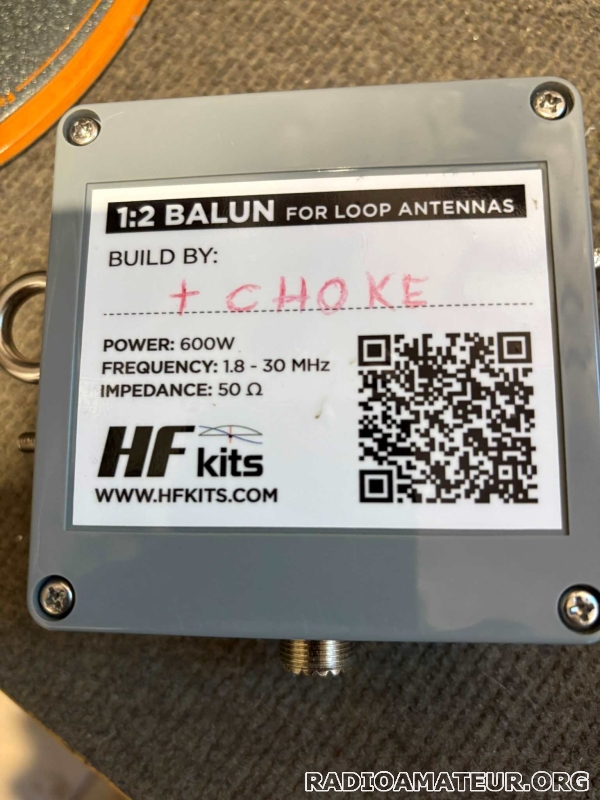 1:2 BALUN FOR LOOP ANTENNAS
BUILD BY:
+ CHOKE
POWER: 600W
FREQUENCY: 1.8 - 30 MHz
IMPEDANCE: 50 Ω
HF kits
WWW.HFKITS.COM
RADIOAMATEUR.ORG